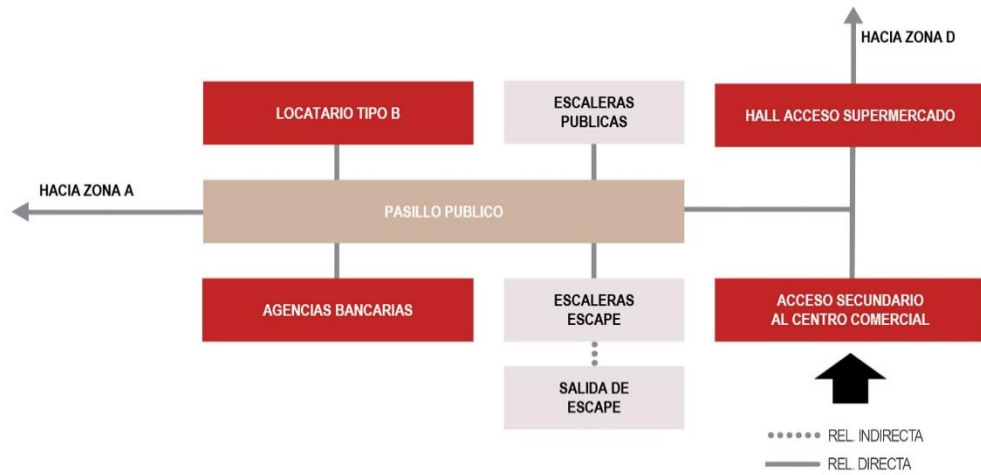 HACIA ZONA D
LOCATARIO TIPO B
ESCALERAS
PUBLICAS
HALL ACCESO SUPERMERCADO
HACIA ZONA A
PASILLO PUBLICO
AGENCIAS BANCARIAS
ESCALERAS
ESCAPE
ACCESO SECUNDARIO
AL CENTRO COMERCIAL
SALIDA DE
ESCAPE
REL. INDIRECTA
REL. DIRECTA